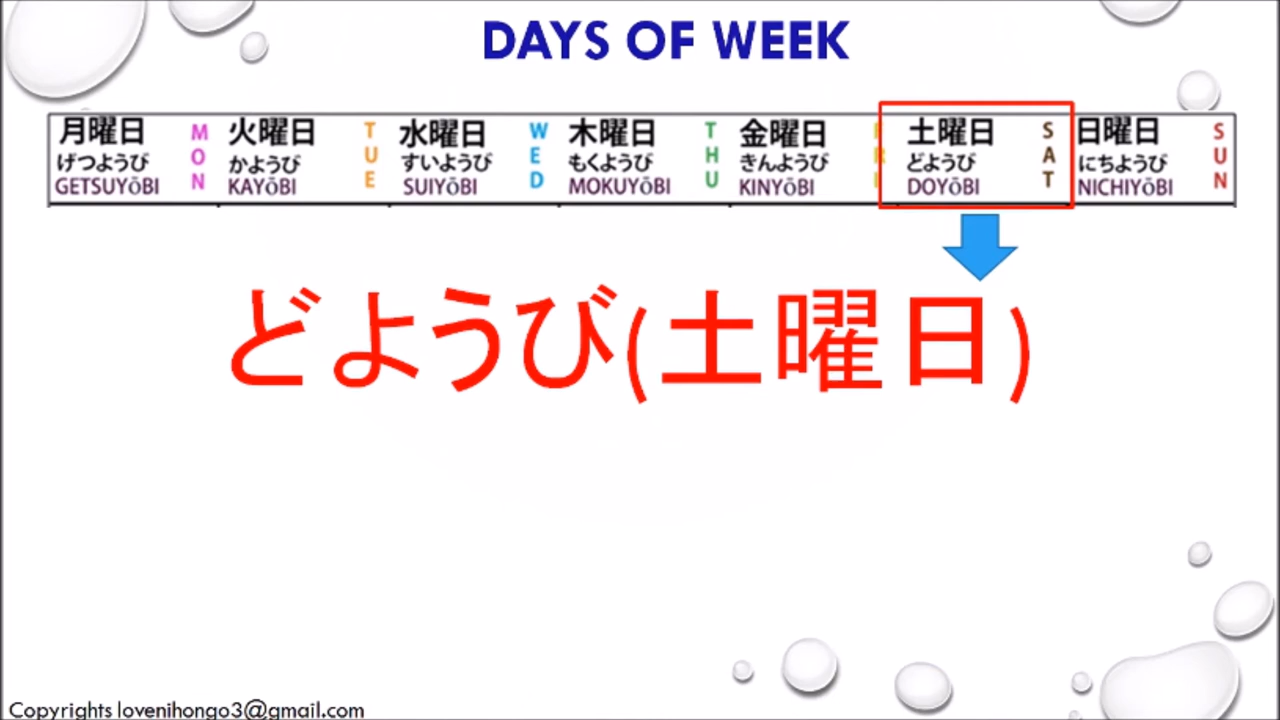 DAYS OF WEEK
月曜日 MON 火曜日 TUE 水曜日 WED 木曜日 THU 金曜日 FRI 土曜日 SAT 日曜日 SUN
げつようび かようび すいようび もくようび きんようび どようび にちようび
GETSUYōBI KAYōBI SUIYōBI MOKUYōBI KINYōBI DOYōBI NICHIYōBI
どようび(土曜日)
Copyrights lovenihongo3@gmail.com